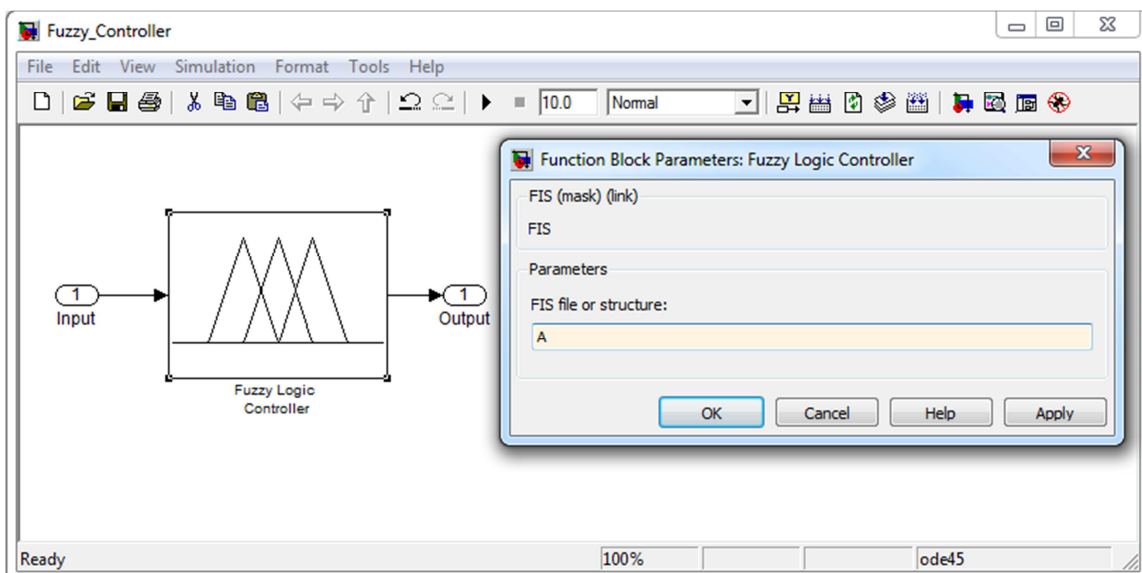 Fuzzy_Controller
File Edit View Simulation Format Tools Help
10.0 Normal
Function Block Parameters: Fuzzy Logic Controller
FIS (mask) (link)
FIS
Parameters
FIS file or structure:
A
OK Cancel Help Apply
1
Input
Fuzzy Logic
Controller
1
Output
Ready 100% ode45